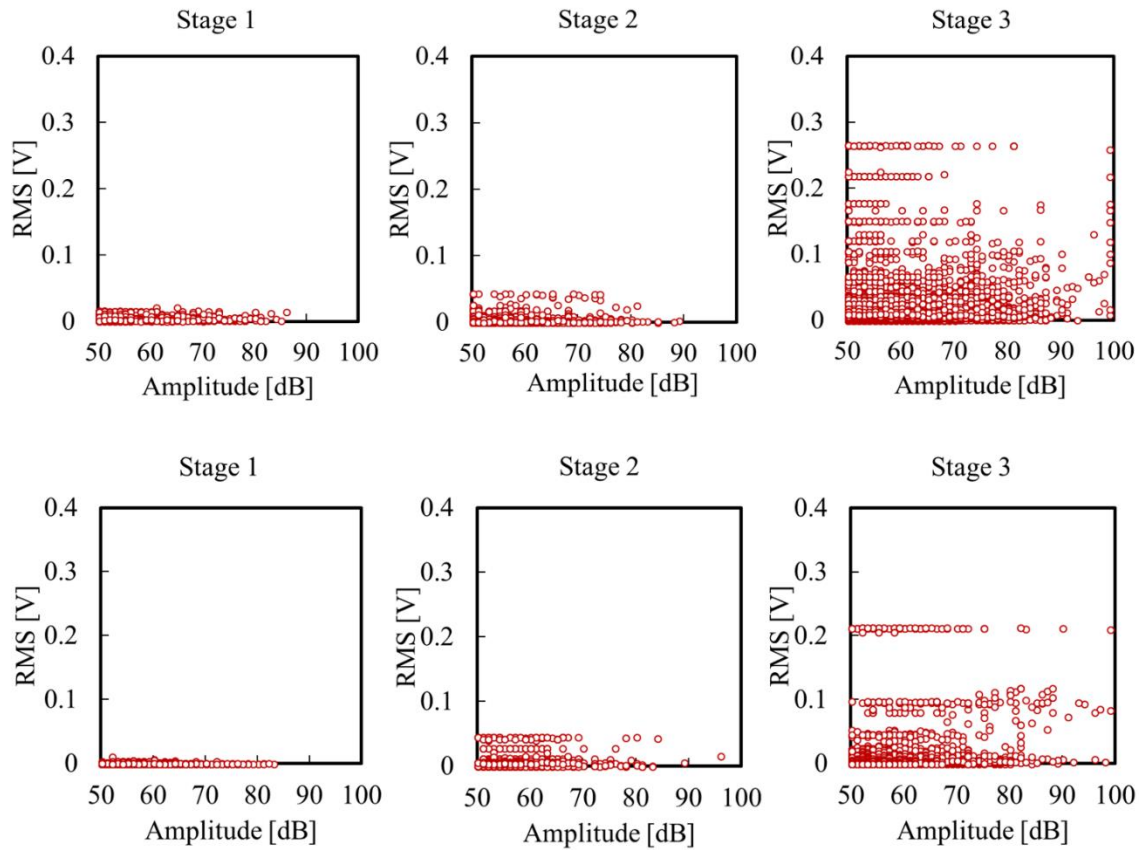 Stage 1 Stage 2 Stage 3
0.4 0.4 0.4
0.3 0.3 0.3
RMS [V] RMS [V] RMS [V]
0.2 0.2 0.2
0.1 0.1 0.1
0 0 0
50 60 70 80 90 100 50 60 70 80 90 100 50 60 70 80 90 100
Amplitude [dB] Amplitude [dB] Amplitude [dB]
Stage 1 Stage 2 Stage 3
0.4 0.4 0.4
0.3 0.3 0.3
RMS [V] RMS [V] RMS [V]
0.2 0.2 0.2
0.1 0.1 0.1
0 0 0
50 60 70 80 90 100 50 60 70 80 90 100 50 60 70 80 90 100
Amplitude [dB] Amplitude [dB] Amplitude [dB]